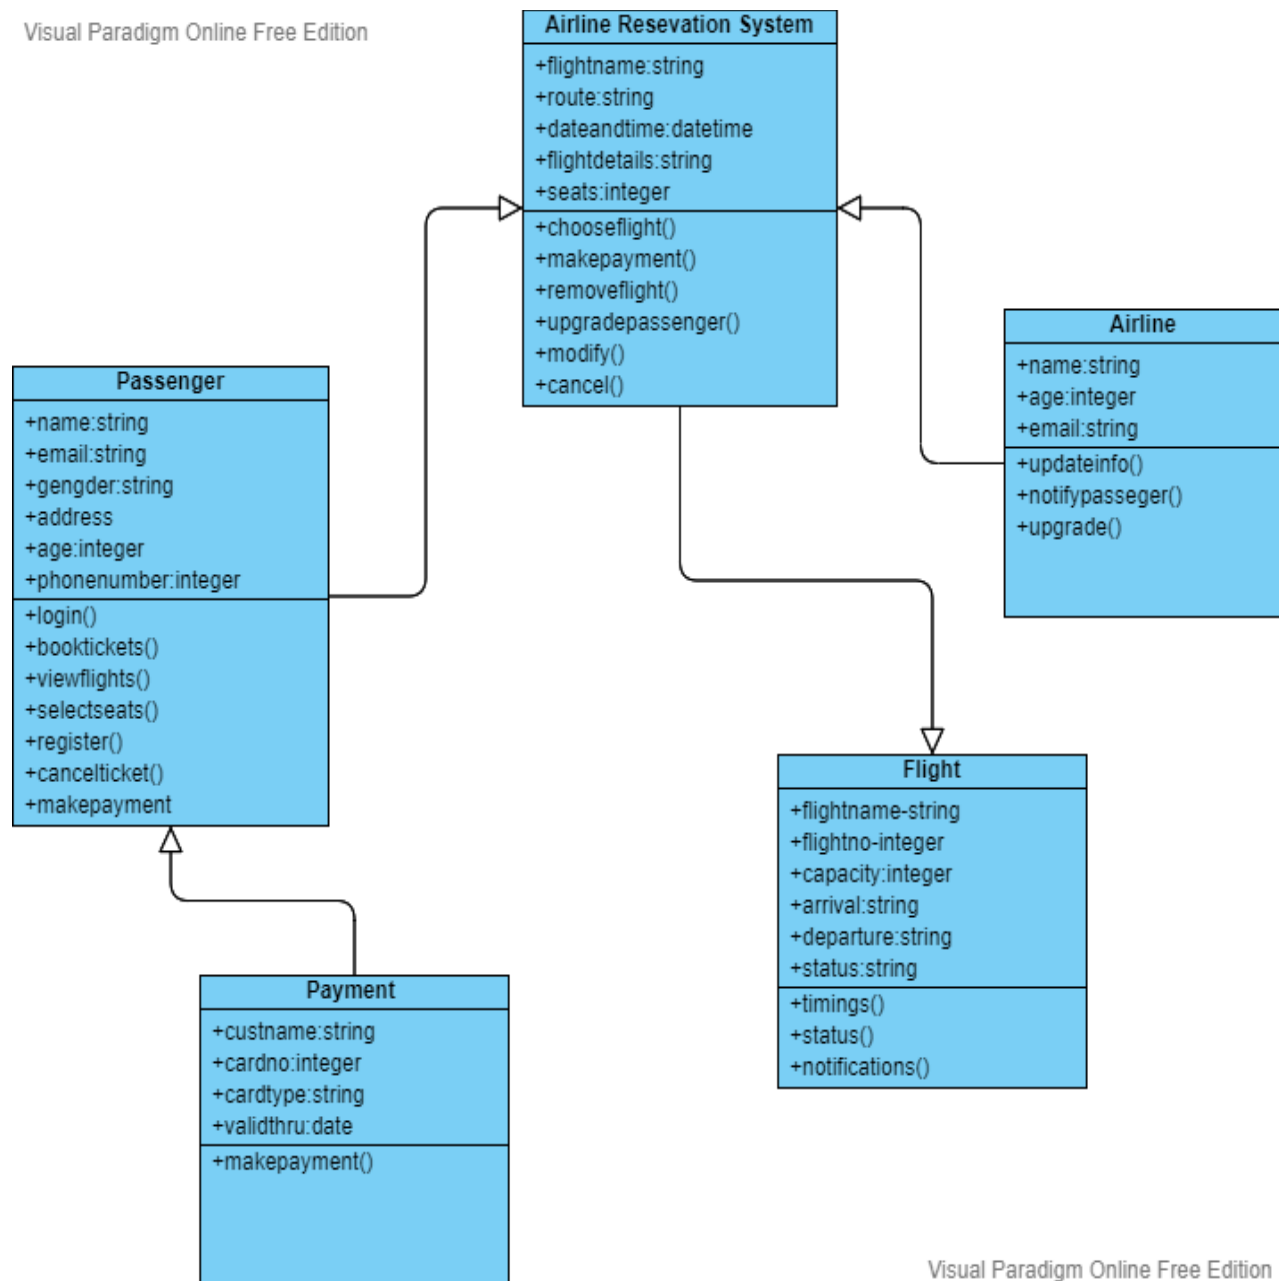 Visual Paradigm Online Free Edition
Airline Resevation System
+flightname:string
+route:string
+dateandtime:datetime
+flightdetails:string
+seats:integer
+chooseflight()
+makepayment()
+removeflight()
+upgradepassenger()
+modify()
+cancel()
Airline
+name:string
+age:integer
+email:string
+updateinfo()
+notifypasseger()
+upgrade()
Passenger
+name:string
+email:string
+gengder:string
+address
+age:integer
+phonenumber:integer
+login()
+booktickets()
+viewflights()
+selectseats()
+register()
+cancelticket()
+makepayment
Flight
+flightname-string
+flightno-integer
+capacity:integer
+arrival:string
+departure:string
+status:string
+timings()
+status()
+notifications()
Payment
+custname:string
+cardno:integer
+cardtype:string
+validthru:date
+makepayment()
Visual Paradigm Online Free Edition